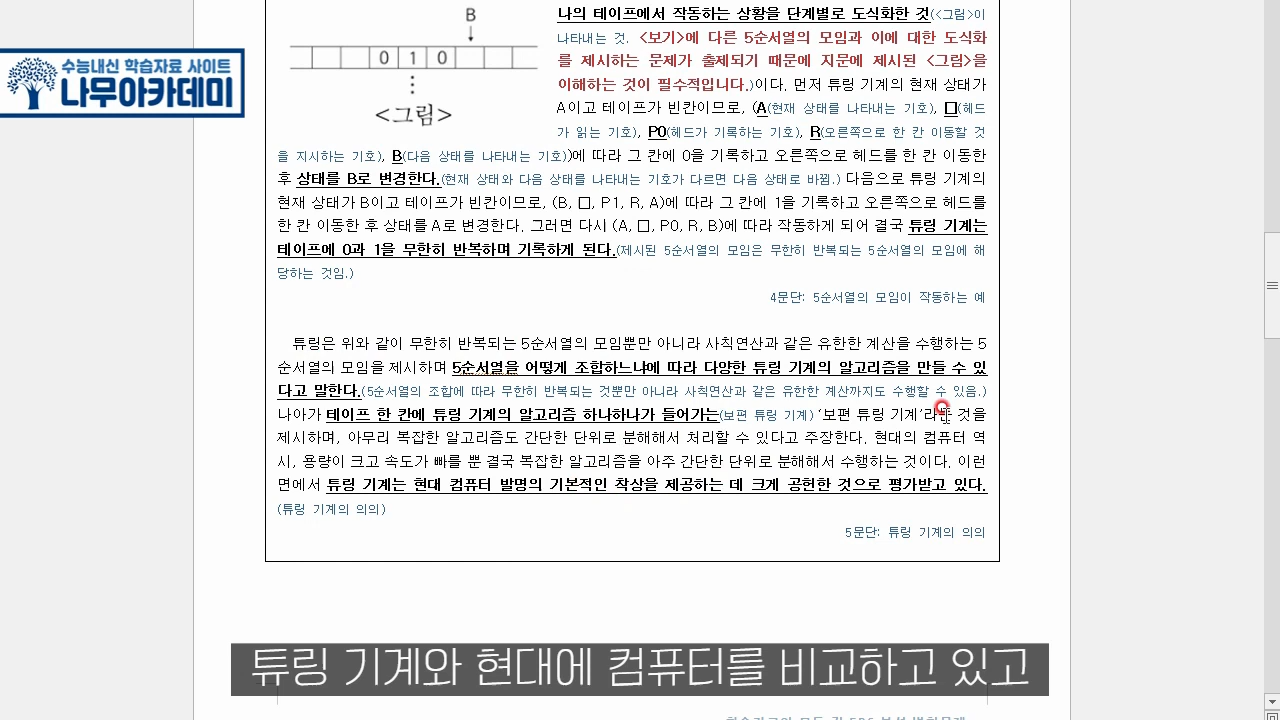 수능내신 학습자료 사이트
나무아카데미
B
0 1 0
<그림>
나의 테이프에서 작동하는 상황을 단계별로 도식화한 것(<그림>이
나타내는 것. <보기>에 다른 5순서열의 모임과 이에 대한 도식화
를 제시하는 문제가 출제되기 때문에 지문에 제시된 <그림>을
이해하는 것이 필수적입니다.)이다. 먼저 튜링 기계의 현재 상태가
A이고 테이프가 빈칸이므로, (A(현재 상태를 나타내는 기호), □(헤드
가 읽는 기호), P0(헤드가 기록하는 기호), R(오른쪽으로 한 칸 이동할 것
을 지시하는 기호), B(다음 상태를 나타내는 기호))에 따라 그 칸에 0을 기록하고 오른쪽으로 헤드를 한 칸 이동한
후 상태를 B로 변경한다.(현재 상태와 다음 상태를 나타내는 기호가 다르면 다음 상태로 바뀜.) 다음으로 튜링 기계의
현재 상태가 B이고 테이프가 빈칸이므로, (B, □, P1, R, A)에 따라 그 칸에 1을 기록하고 오른쪽으로 헤드를
한 칸 이동한 후 상태를 A로 변경한다. 그러면 다시 (A, □, P0, R, B)에 따라 작동하게 되어 결국 튜링 기계는
테이프에 0과 1을 무한히 반복하며 기록하게 된다.(제시된 5순서열의 모임은 무한히 반복되는 5순서열의 모임에 해
당하는 것임.)
4문단: 5순서열의 모임이 작동하는 예
튜링은 위와 같이 무한히 반복되는 5순서열의 모임뿐만 아니라 사칙연산과 같은 유한한 계산을 수행하는 5
순서열의 모임을 제시하며 5순서열을 어떻게 조합하느냐에 따라 다양한 튜링 기계의 알고리즘을 만들 수 있
다고 말한다.(5순서열의 조합에 따라 무한히 반복되는 것뿐만 아니라 사칙연산과 같은 유한한 계산까지도 수행할 수 있음.)
나아가 테이프 한 칸에 튜링 기계의 알고리즘 하나하나가 들어가는(보편 튜링 기계) ‘보편 튜링 기계’라는 것을
제시하며, 아무리 복잡한 알고리즘도 간단한 단위로 분해해서 처리할 수 있다고 주장한다. 현대의 컴퓨터 역
시, 용량이 크고 속도가 빠를 뿐 결국 복잡한 알고리즘을 아주 간단한 단위로 분해해서 수행하는 것이다. 이런
면에서 튜링 기계는 현대 컴퓨터 발명의 기본적인 착상을 제공하는 데 크게 공헌한 것으로 평가받고 있다.
(튜링 기계의 의의)
5문단: 튜링 기계의 의의
튜링 기계와 현대에 컴퓨터를 비교하고 있고